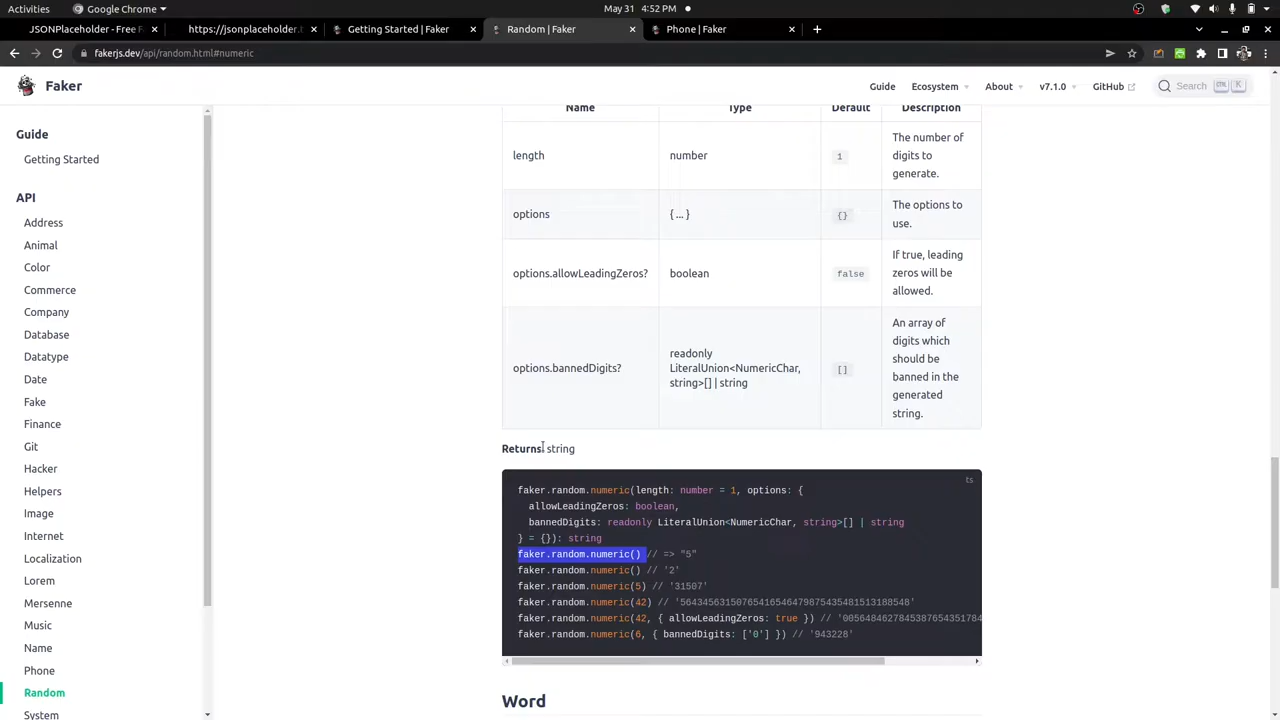 Activities
Google Chrome
May 31 4:52 PM
JSONPlaceholder - Free F
https://jsonplaceholder.t
Getting Started | Faker
Random | Faker
Phone | Faker
fakerjs.dev/api/random.html#numeric
Faker
Guide
Ecosystem
About
v7.1.0
GitHub
Search
CTRL
K
Guide
Getting Started
API
Address
Animal
Color
Commerce
Company
Database
Datatype
Date
Fake
Finance
Git
Hacker
Helpers
Image
Internet
Localization
Lorem
Mersenne
Music
Name
Phone
Random
System
Name Type Default Description
length number 1 The number of
digits to
generate.
options { ... } {} The options to
use.
options.allowLeadingZeros? boolean false If true, leading
zeros will be
allowed.
options.bannedDigits? readonly
LiteralUnion<NumericChar,
string>[] | string
[]
An array of
digits which
should be
banned in the
generated
string.
Returns: string
ts
faker.random.numeric(length: number = 1, options: {
allowLeadingZeros: boolean,
bannedDigits: readonly LiteralUnion<NumericChar, string>[] | string
} = {}): string
faker.random.numeric() // => "5"
faker.random.numeric() // '2'
faker.random.numeric(5) // '31507'
faker.random.numeric(42) // '56434563150765416546479875435481513188548'
faker.random.numeric(42, { allowLeadingZeros: true }) // '0056484627845387654351784
faker.random.numeric(6, { bannedDigits: ['0'] }) // '943228'
Word